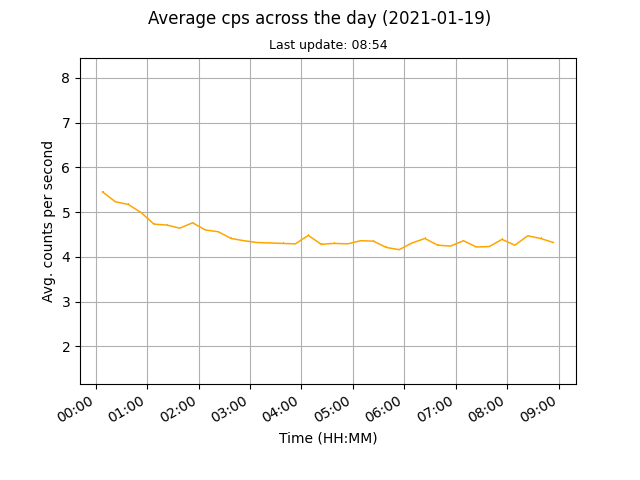 Average cps across the day (2021-01-19)
Last update: 08:54
8
7
6
5
4
3
2
Avg. counts per second
00:00 01:00 02:00 03:00 04:00 05:00 06:00 07:00 08:00 09:00
Time (HH:MM)